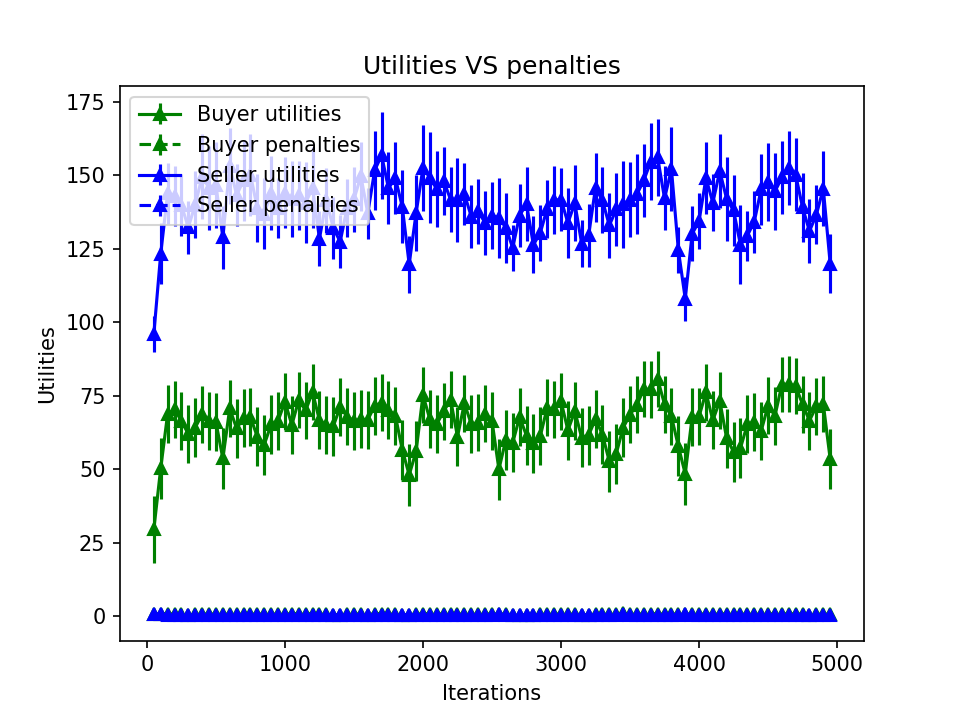 Utilities VS penalties
Buyer utilities
Buyer penalties
Seller utilities
Seller penalties
175
150
125
100
75
50
25
0
Utilities
0 1000 2000 3000 4000 5000
Iterations